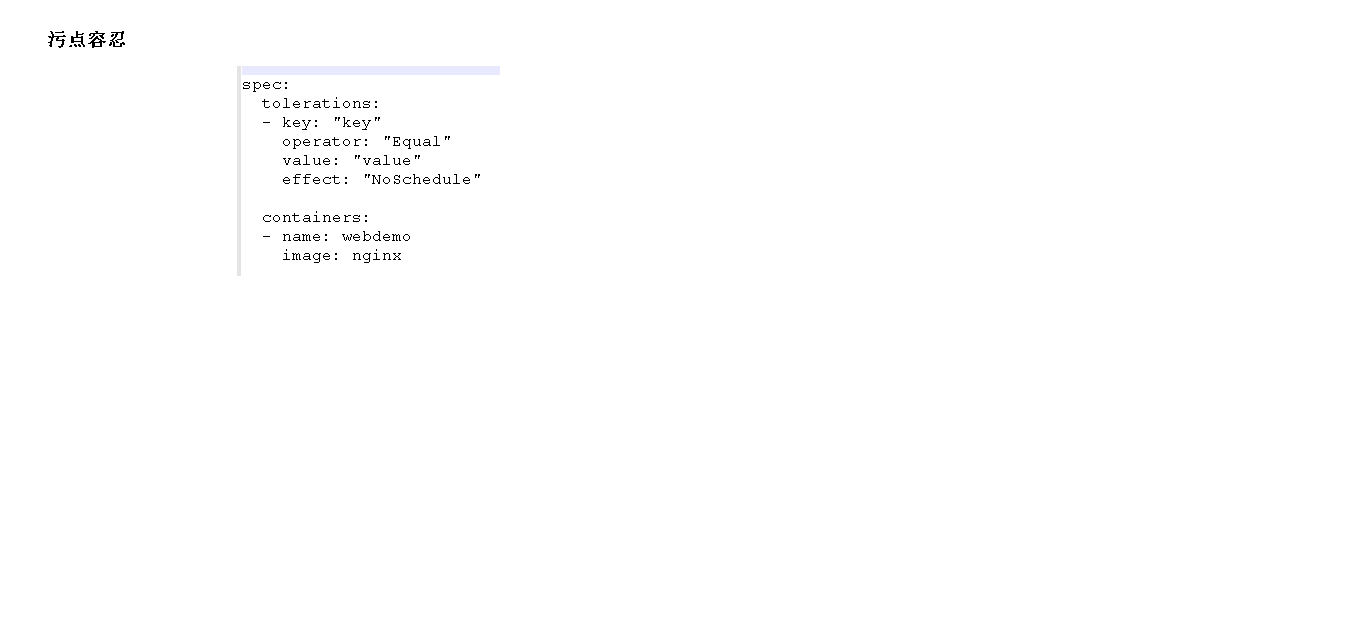 污点容忍
spec:
  tolerations:
  - key: "key"
    operator: "Equal"
    value: "value"
    effect: "NoSchedule"

  containers:
  - name: webdemo
    image: nginx